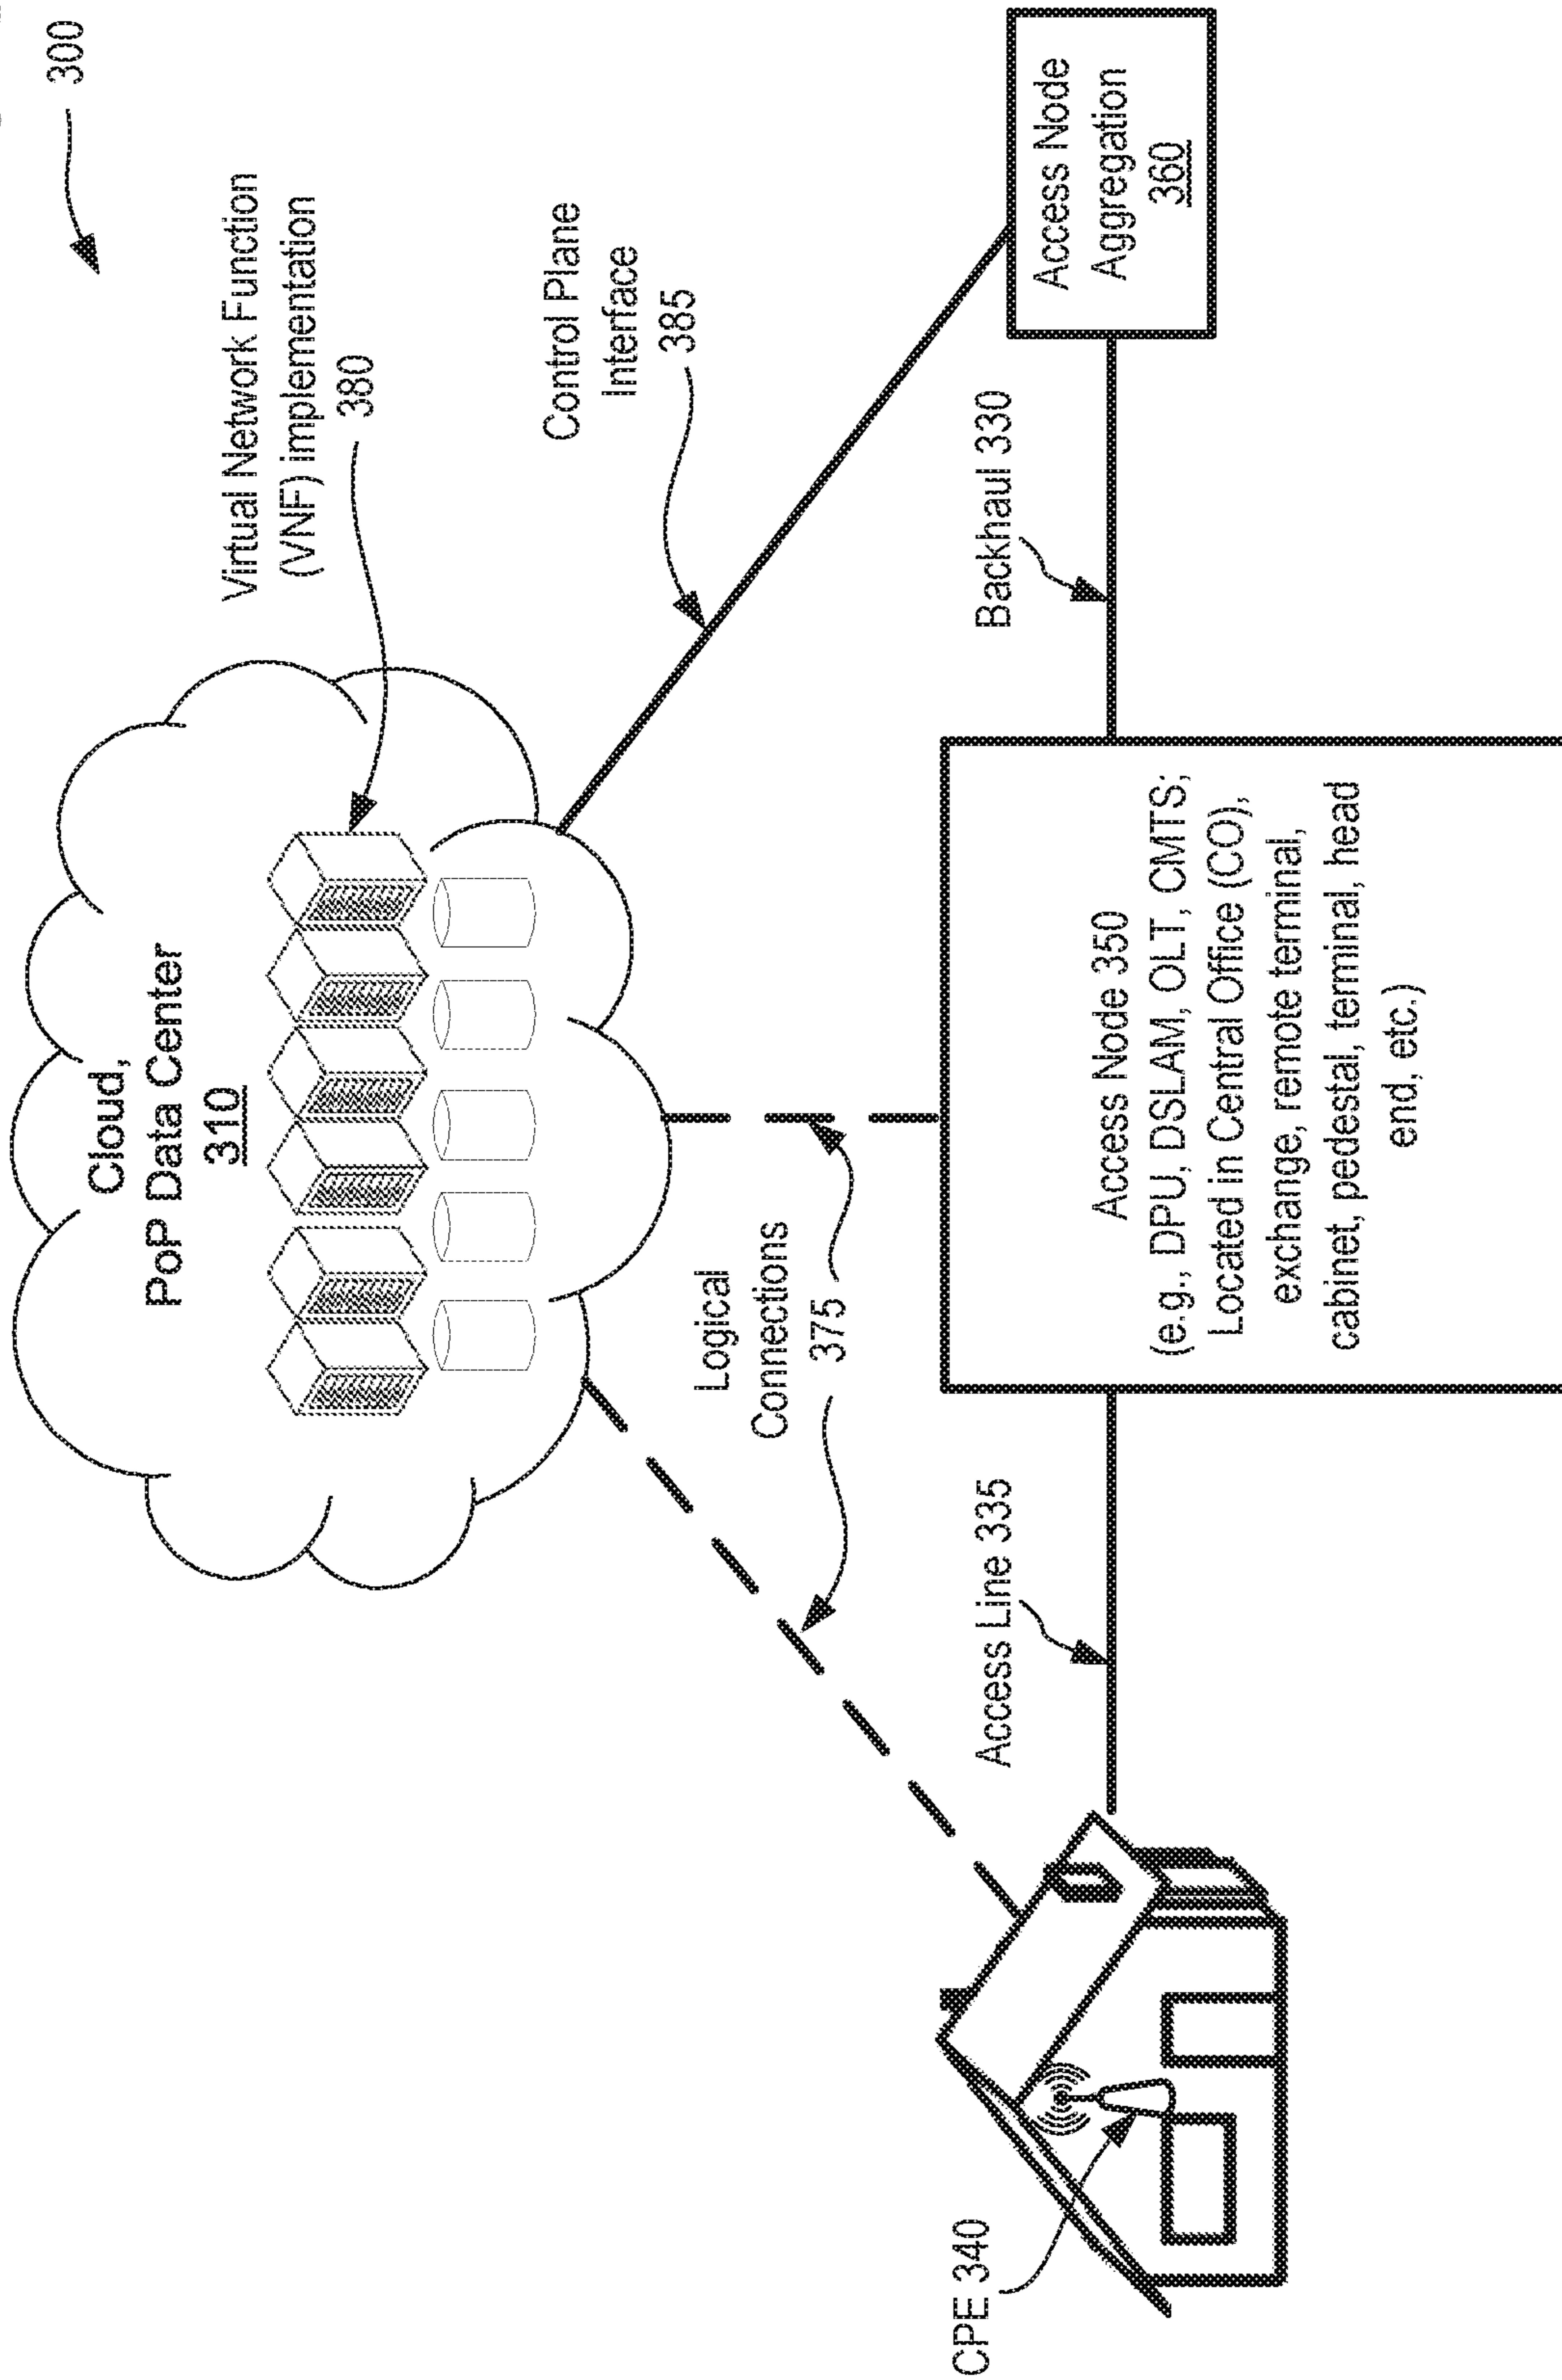 300
Cloud,
PoP Data Center
310
Virtual Network Function
(VNF) implementation
380
Control Plane
Interface
385
Logical
Connections
375
CPE 340
Access Line 335
Backhaul 330
Access Node 350
(e.g., DPU, DSLAM, OLT, CMTS;
Located in Central Office (CO),
exchange, remote terminal,
cabinet, pedestal, terminal, head
end, etc.)
Access Node
Aggregation
360